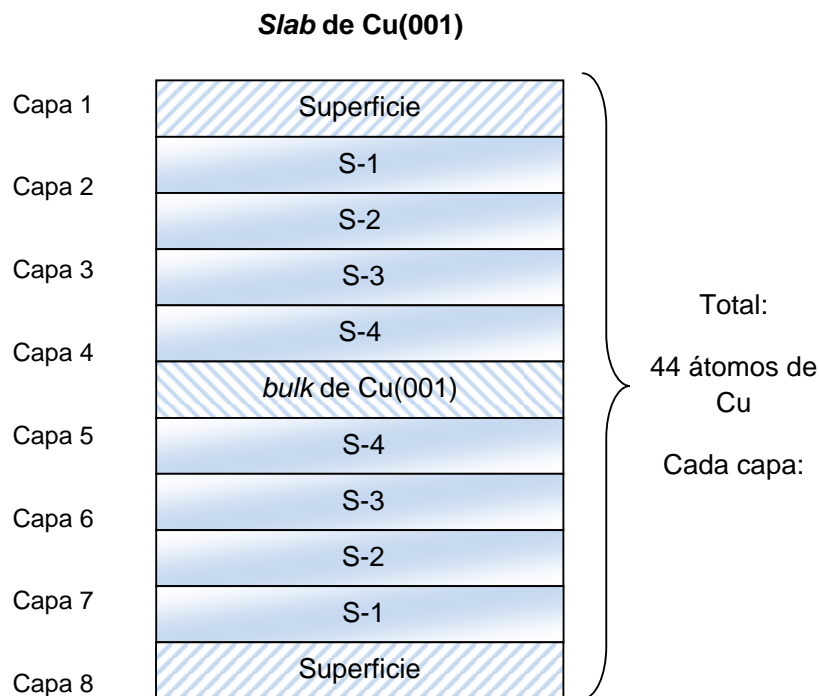 Slab de Cu(001)
Capa 1
Superficie
S-1
Capa 2
S-2
Capa 3
S-3
S-4
Capa 4
bulk de Cu(001)
Capa 5
S-4
S-3
Capa 6
S-2
Capa 7
S-1
Superficie
Capa 8
Total:
44 átomos de
Cu
Cada capa: